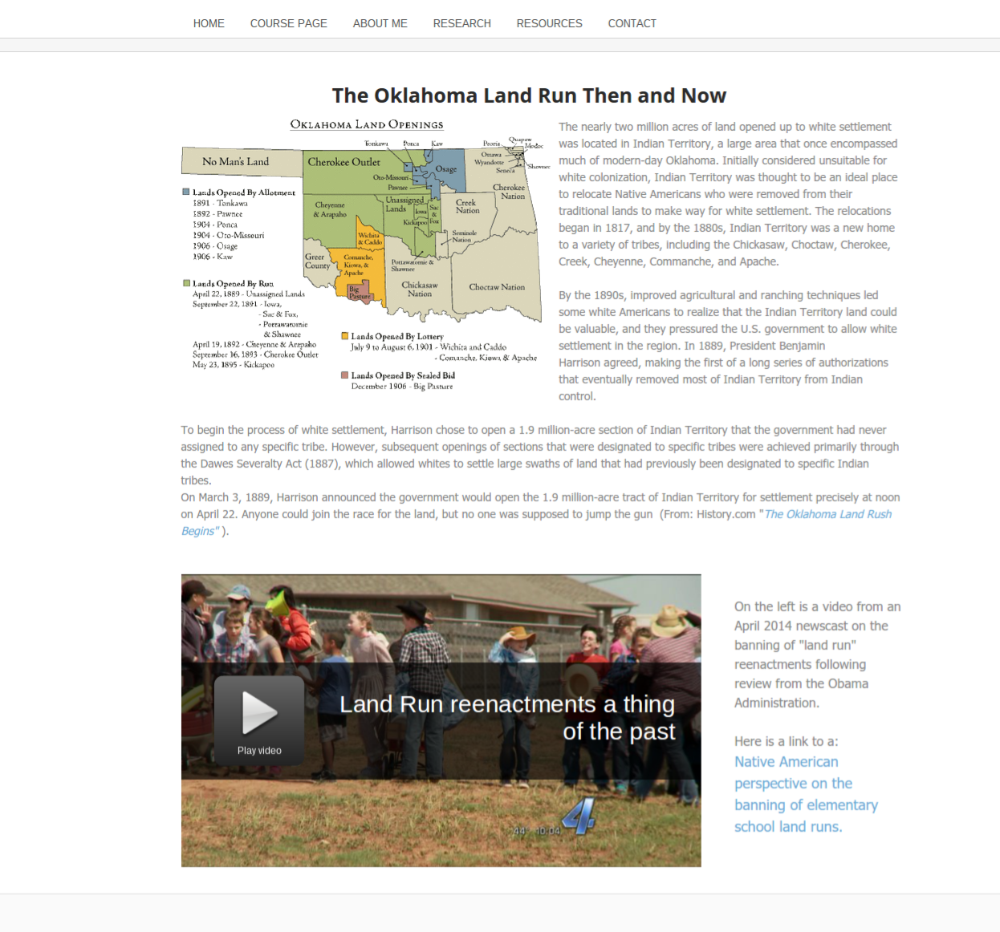 HOME COURSE PAGE ABOUT ME RESEARCH RESOURCES CONTACT
The Oklahoma Land Run Then and Now
OKLAHOMA LAND OPENINGS
Tonkawa Ponca Kaw
Peoria Quapaw Modoc
Ottawa
Wyandotte
Seneca Shawnee
No Man's Land
Cherokee Outlet
Osage
Oto-Missouri
Pawnee
Cherokee
Nation
Unassigned
Lands
Creek
Nation
Cheyenne
& Arapaho
Iowa
Sac
&
Fox
Kickapoo
Wichita
& Caddo
Seminole
Nation
Greer
County
Comanche,
Kiowa, &
Apache
Pottawatomie &
Shawnee
Big
Pasture
Chickasaw
Nation
Choctaw Nation
Lands Opened By Allotment
1891 - Tonkawa
1892 - Pawnee
1904 - Ponca
1904 - Oto-Missouri
1906 - Osage
1906 - Kaw
Lands Opened By Run
April 22, 1889 - Unassigned Lands
September 22, 1891 - Iowa,
- Sac & Fox,
- Pottawatomie
& Shawnee
April 19, 1892 - Cheyenne & Arapaho
September 16, 1893 - Cherokee Outlet
May 23, 1895 - Kickapoo
Lands Opened By Lottery
July 9 to August 6, 1901 - Wichita and Caddo
- Comanche, Kiowa & Apache
Lands Opened By Sealed Bid
December 1906 - Big Pasture
The nearly two million acres of land opened up to white settlement
was located in Indian Territory, a large area that once encompassed
much of modern-day Oklahoma. Initially considered unsuitable for
white colonization, Indian Territory was thought to be an ideal place
to relocate Native Americans who were removed from their
traditional lands to make way for white settlement. The relocations
began in 1817, and by the 1880s, Indian Territory was a new home
to a variety of tribes, including the Chickasaw, Choctaw, Cherokee,
Creek, Cheyenne, Commanche, and Apache.
By the 1890s, improved agricultural and ranching techniques led
some white Americans to realize that the Indian Territory land could
be valuable, and they pressured the U.S. government to allow white
settlement in the region. In 1889, President Benjamin
Harrison agreed, making the first of a long series of authorizations
that eventually removed most of Indian Territory from Indian
control.
To begin the process of white settlement, Harrison chose to open a 1.9 million-acre section of Indian Territory that the government had never
assigned to any specific tribe. However, subsequent openings of sections that were designated to specific tribes were achieved primarily through
the Dawes Severalty Act (1887), which allowed whites to settle large swaths of land that had previously been designated to specific Indian
tribes.
On March 3, 1889, Harrison announced the government would open the 1.9 million-acre tract of Indian Territory for settlement precisely at noon
on April 22. Anyone could join the race for the land, but no one was supposed to jump the gun (From: History.com "The Oklahoma Land Rush
Begins" ).
Land Run reenactments a thing
of the past
Play video
44° 10:04 4
On the left is a video from an
April 2014 newscast on the
banning of "land run"
reenactments following
review from the Obama
Administration.
Here is a link to a:
Native American
perspective on the
banning of elementary
school land runs.